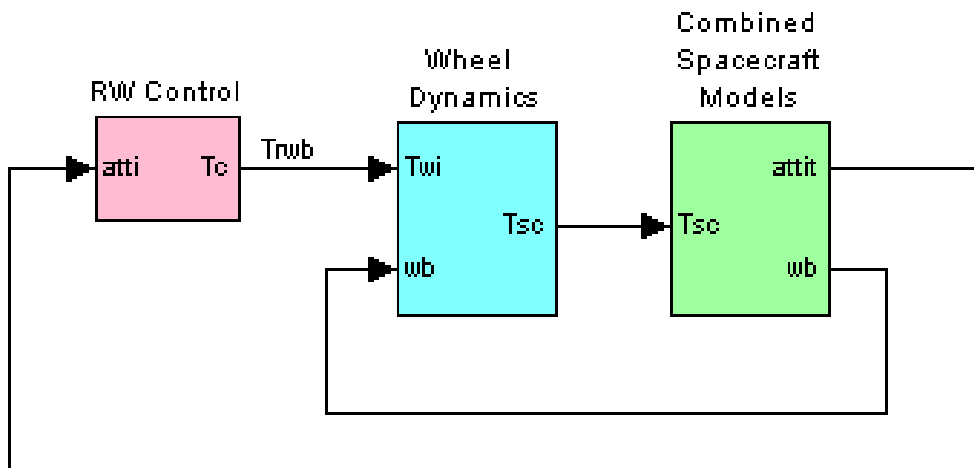 RW Control
atti
Tc
Trwb
Wheel
Dynamics
Twi
wb
Tsc
Combined
Spacecraft
Models
Tsc
attit
wb